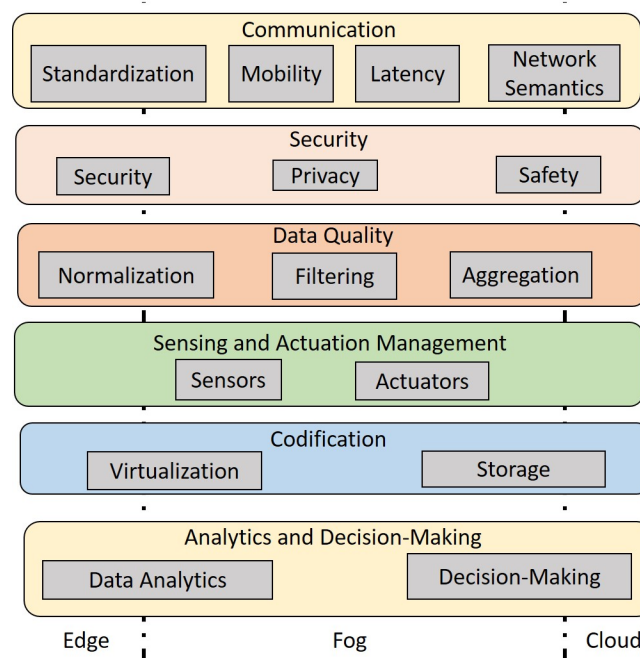 Communication
Standardization
Mobility
Latency
Network
Semantics
Security
Security
Privacy
Safety
Data Quality
Normalization
Filtering
Aggregation
Sensing and Actuation Management
Sensors
Actuators
Codification
Virtualization
Storage
Analytics and Decision-Making
Data Analytics
Decision-Making
Edge
Fog
Cloud